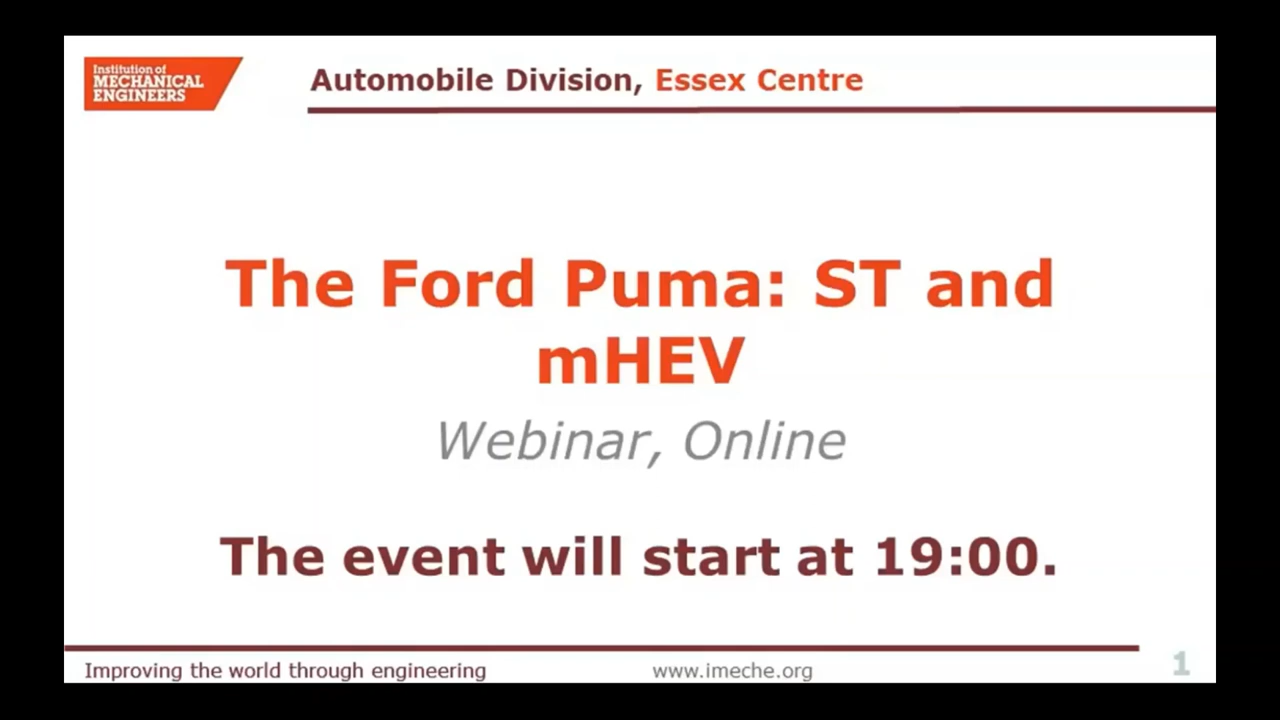 Institution of
MECHANICAL
ENGINEERS
Automobile Division, Essex Centre
The Ford Puma: ST and
mHEV
Webinar, Online
The event will start at 19:00.
Improving the world through engineering
www.imeche.org
1